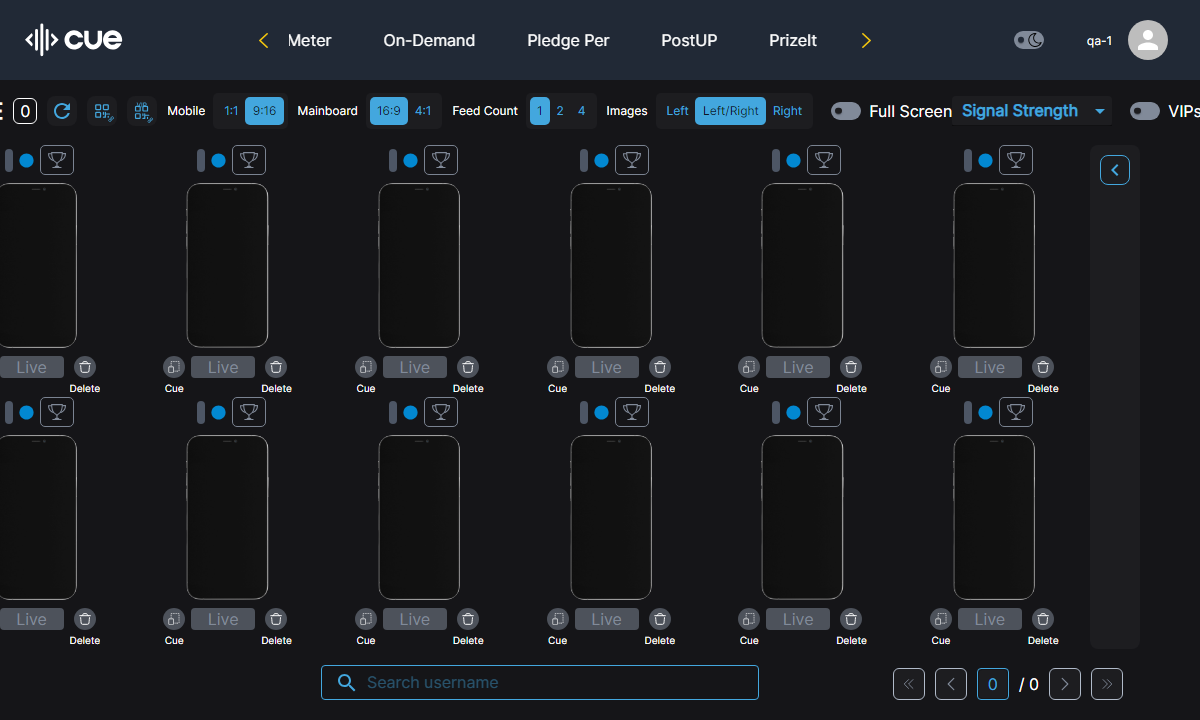 cue
Meter On-Demand Pledge Per PostUP PrizeIt
qa-1
0 Mobile 1:1 9:16 Mainboard 16:9 4:1 Feed Count 1 2 4 Images Left Left/Right Right Full Screen Signal Strength VIPs
Live Live Live Live Live Live
Delete Cue Delete Cue Delete Cue Delete Cue Delete Cue Delete
Live Live Live Live Live Live
Delete Cue Delete Cue Delete Cue Delete Cue Delete Cue Delete
Search username
0 / 0